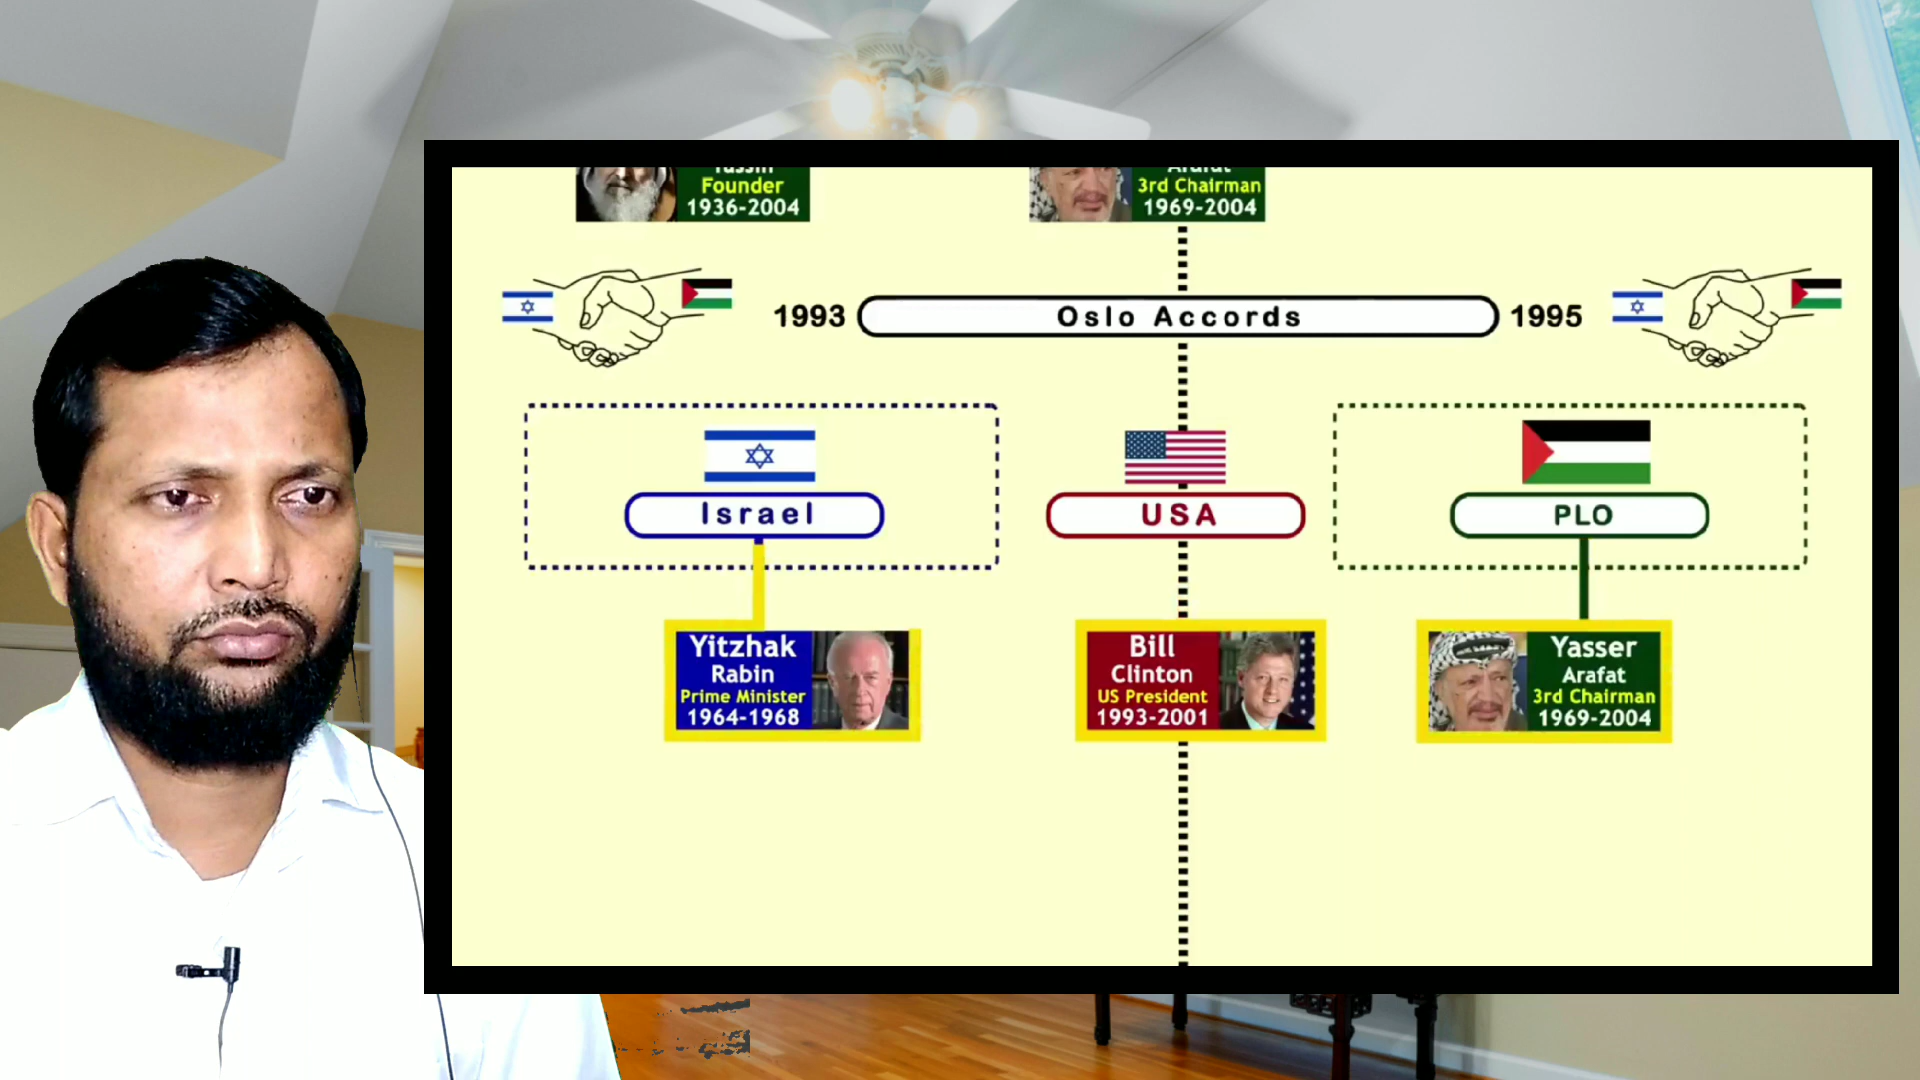 Founder
1936-2004
3rd Chairman
1969-2004
1993
Oslo Accords
1995
Israel
USA
PLO
Yitzhak
Rabin
Prime Minister
1964-1968
Bill
Clinton
US President
1993-2001
Yasser
Arafat
3rd Chairman
1969-2004